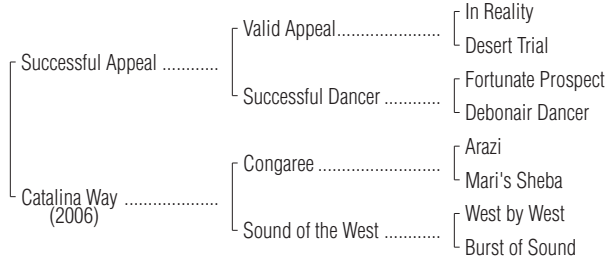 In Reality
Valid Appeal......................
Desert Trial
Successful Appeal ............
Fortunate Prospect
Successful Dancer ............
Debonair Dancer
Arazi
Congaree ..........................
Mari's Sheba
Catalina Way ....................
(2006)
West by West
Sound of the West ............
Burst of Sound